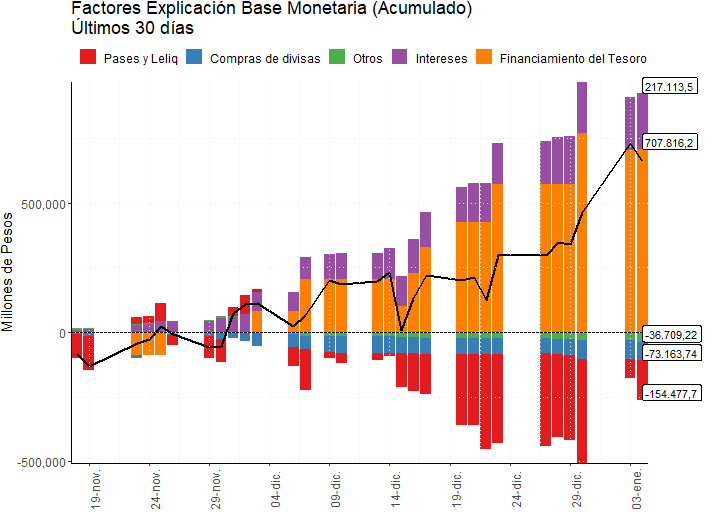 Factores Explicación Base Monetaria (Acumulado)
Últimos 30 días
Pases y Leliq
Compras de divisas
Otros
Intereses
Financiamiento del Tesoro
Millones de Pesos
500,000
0
-500,000
217.113,5
707.816,2
-36.709,22
-73.163,74
-154.477,7
19-nov.
24-nov.
29-nov.
04-dic.
09-dic.
14-dic.
19-dic.
24-dic.
29-dic.
03-ene.